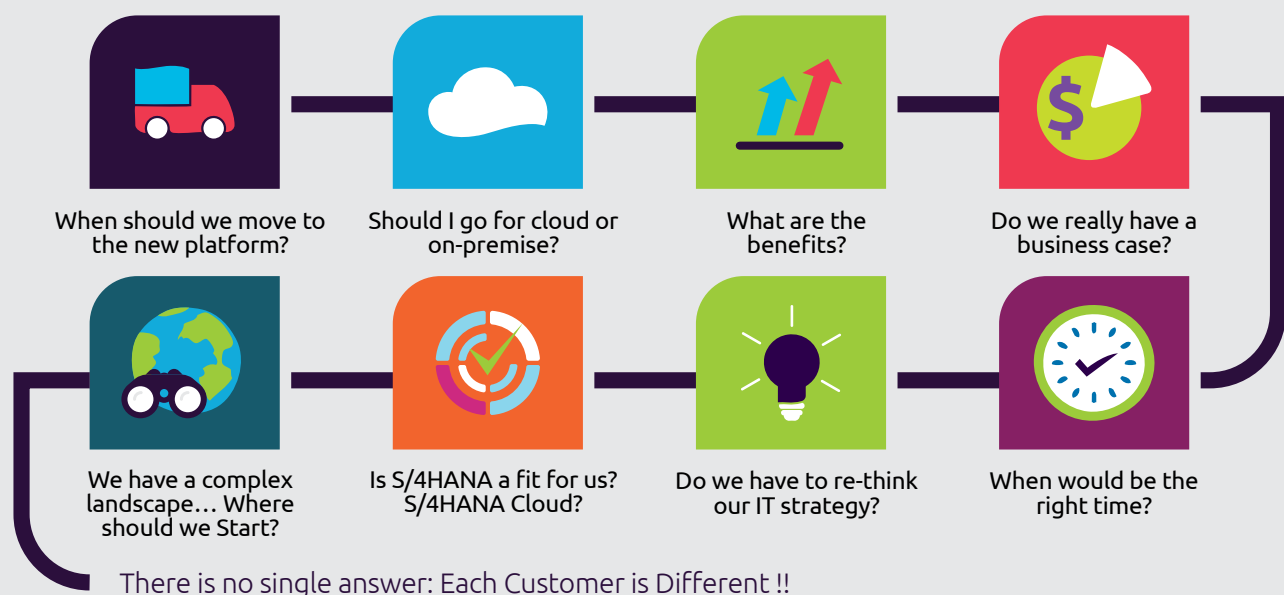 When should we move to
the new platform?
Should I go for cloud or
on-premise?
What are the
benefits?
$
Do we really have a
business case?
We have a complex
landscape... Where
should we Start?
Is S/4HANA a fit for us?
S/4HANA Cloud?
Do we have to re-think
our IT strategy?
When would be the
right time?
There is no single answer: Each Customer is Different !!